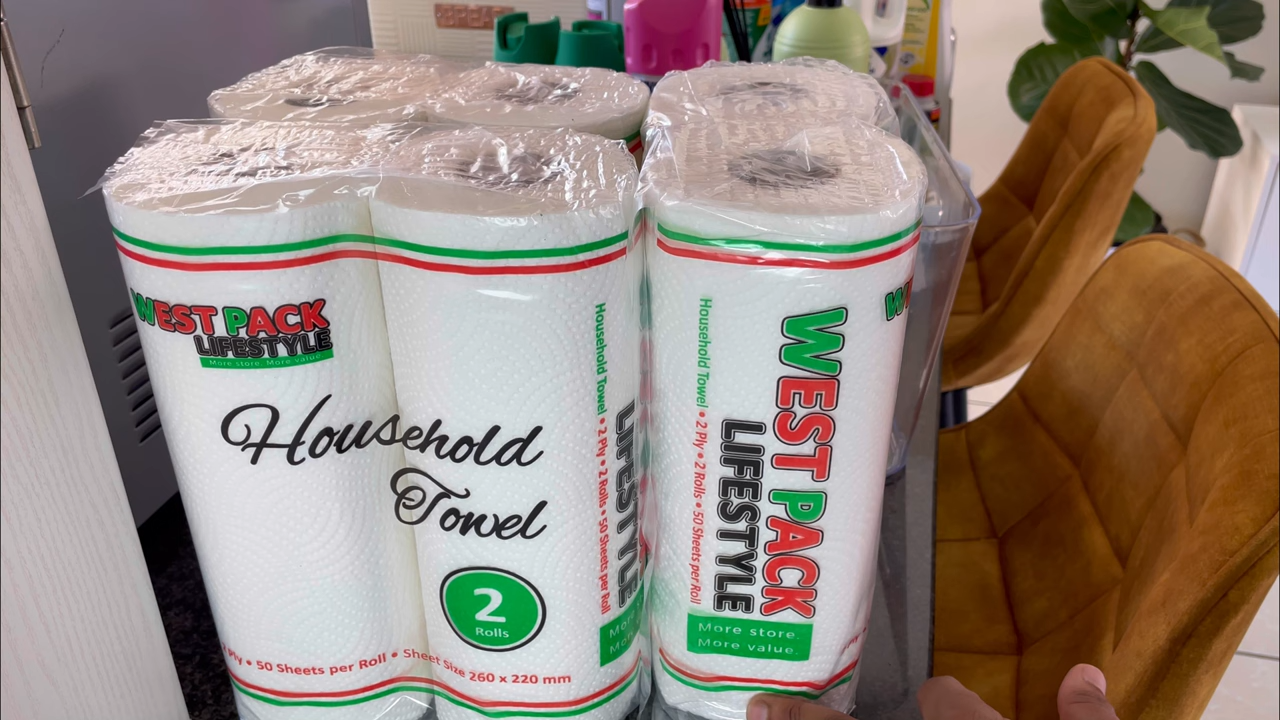 WEST PACK
LIFESTYLE
More store. More value.
Household
Towel
2
Rolls
Ply • 50 Sheets per Roll • Sheet Size 260 x 220 mm
Household Towel • 2 Ply • 2 Rolls • 50 Sheets per Roll
LIFESTYLE
More
Household Towel • 2 Ply • 2 Rolls • 50 Sheets per Roll
WEST PACK
LIFESTYLE
More store.
More value.